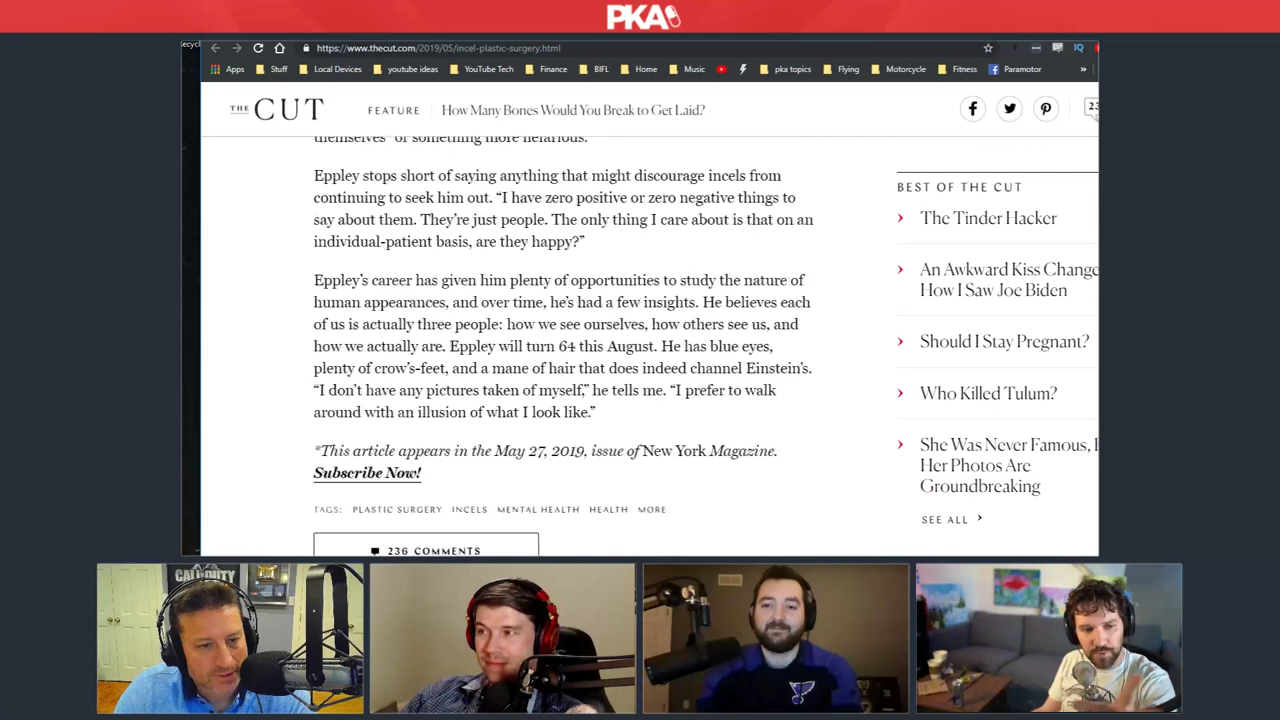 PKA
ecycl
https://www.thecut.com/2019/05/incel-plastic-surgery.html
IQ
Apps Stuff Local Devices youtube ideas YouTube Tech Finance BIFL Home Music pka topics Flying Motorcycle Fitness Paramotor »
THE CUT FEATURE How Many Bones Would You Break to Get Laid? 23
themselves" or something more nefarious.
Eppley stops short of saying anything that might discourage incels from
continuing to seek him out. “I have zero positive or zero negative things to
say about them. They’re just people. The only thing I care about is that on an
individual-patient basis, are they happy?”
Eppley’s career has given him plenty of opportunities to study the nature of
human appearances, and over time, he’s had a few insights. He believes each
of us is actually three people: how we see ourselves, how others see us, and
how we actually are. Eppley will turn 64 this August. He has blue eyes,
plenty of crow’s-feet, and a mane of hair that does indeed channel Einstein’s.
“I don’t have any pictures taken of myself,” he tells me. “I prefer to walk
around with an illusion of what I look like.”
*This article appears in the May 27, 2019, issue of New York Magazine.
Subscribe Now!
TAGS: PLASTIC SURGERY INCELS MENTAL HEALTH HEALTH MORE
236 COMMENTS
BEST OF THE CUT
The Tinder Hacker
An Awkward Kiss Change
How I Saw Joe Biden
Should I Stay Pregnant?
Who Killed Tulum?
She Was Never Famous,
Her Photos Are
Groundbreaking
SEE ALL
CALL OF DUTY